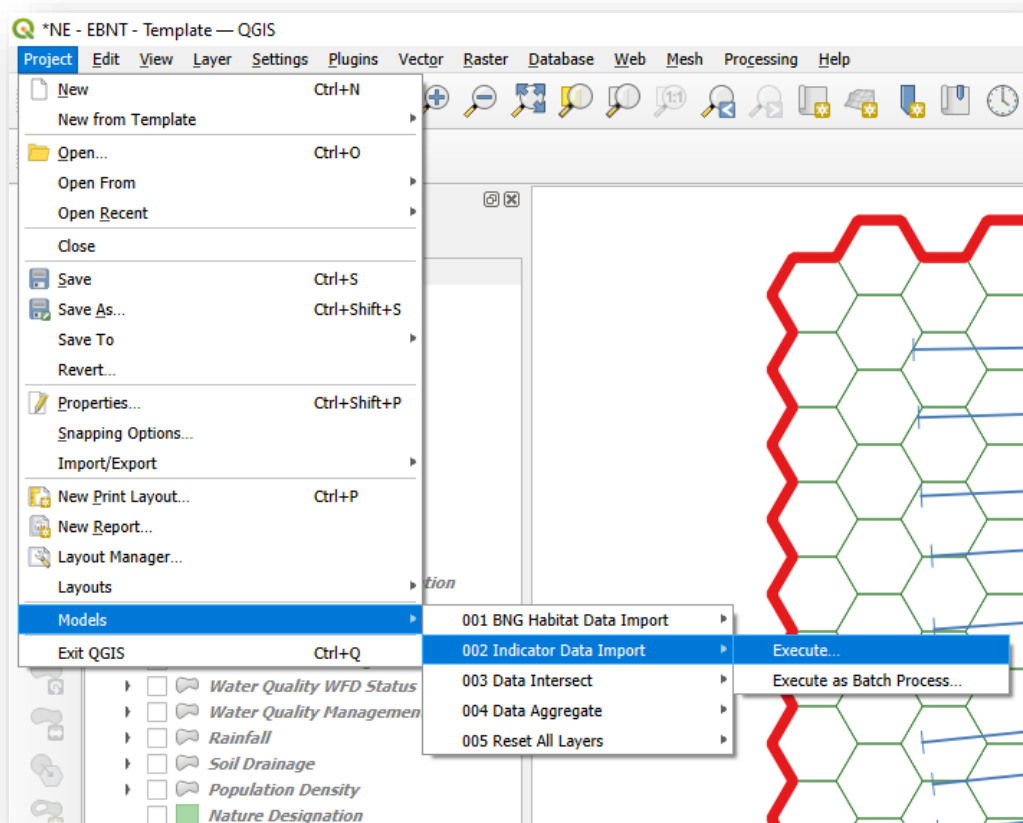 *NE - EBNT - Template — QGIS
Project Edit View Layer Settings Plugins Vector Raster Database Web Mesh Processing Help
New Ctrl+N
New from Template
Open... Ctrl+O
Open From
Open Recent
Close
Save Ctrl+S
Save As... Ctrl+Shift+S
Save To
Revert...
Properties... Ctrl+Shift+P
Snapping Options...
Import/Export
New Print Layout... Ctrl+P
New Report...
Layout Manager...
Layouts
Models
Exit QGIS Ctrl+Q
001 BNG Habitat Data Import
002 Indicator Data Import
003 Data Intersect
004 Data Aggregate
005 Reset All Layers
Execute...
Execute as Batch Process...
1:1
Water Quality WFD Status
Water Quality
Rainfall
Soil Drainage
Population Density
Nature Designation